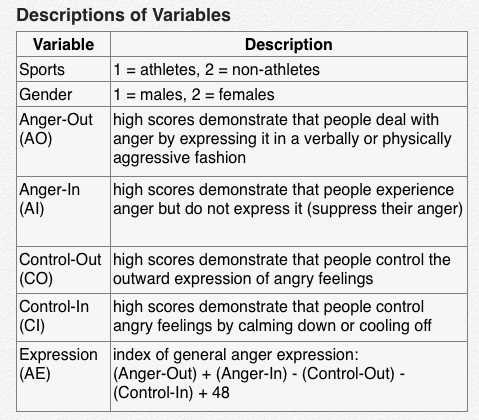 Descriptions of Variables
Variable Description
Sports 1 = athletes, 2 = non-athletes
Gender 1 = males, 2 = females
Anger-Out high scores demonstrate that people deal with
(AO) anger by expressing it in a verbally or physically
aggressive fashion
Anger-In high scores demonstrate that people experience
(AI) anger but do not express it (suppress their anger)
Control-Out high scores demonstrate that people control the
(CO) outward expression of angry feelings
Control-In high scores demonstrate that people control
(CI) angry feelings by calming down or cooling off
Expression index of general anger expression:
(AE) (Anger-Out) + (Anger-In) - (Control-Out) -
(Control-In) + 48